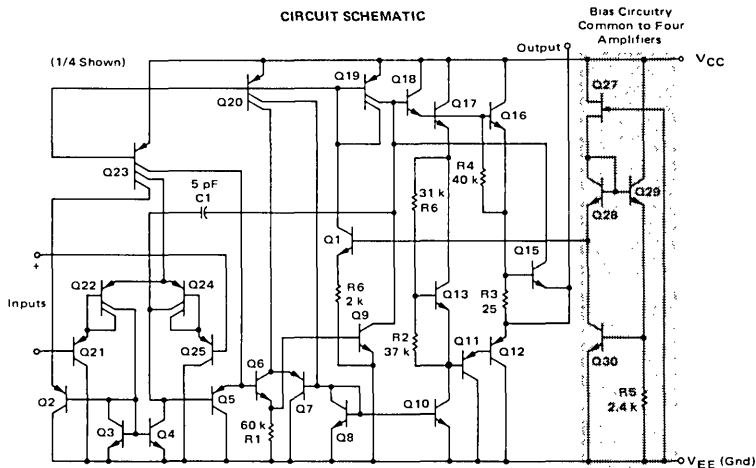 CIRCUIT SCHEMATIC
Bias Circuitry
Common to Four
Amplifiers
(1/4 Shown)
Output
VCC
Q19
Q18
Q17
Q27
Q20
Q16
Q23
R4
40 k
5 pF
C1
31 k
R6
Q28
Q29
Q1
Q15
+
Q22
Q24
R6
2 k
Q13
R3
25
Inputs
Q9
Q21
Q25
R2
37 k
Q11
Q12
Q30
Q2
Q5
Q6
Q7
Q10
R5
2.4 k
Q3
Q4
60 k
R1
Q8
VEE (Gnd)